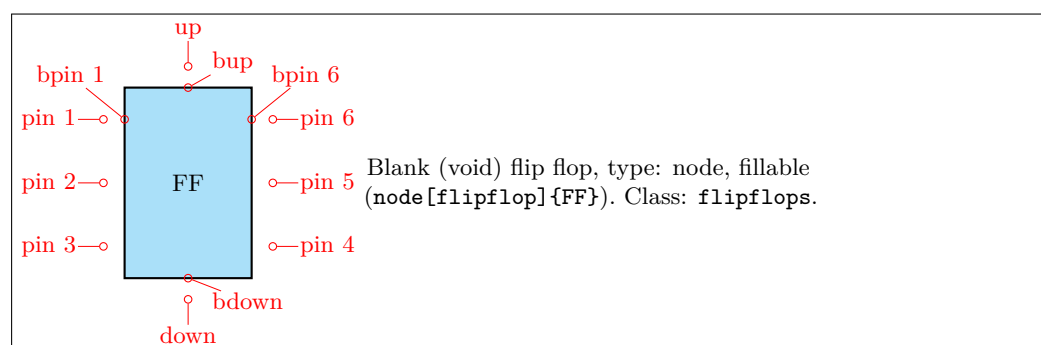 up
bup
bpin 1
bpin 6
pin 1
pin 6
Blank (void) flip flop, type: node, fillable
(node[flipflop]{FF}). Class: flipflops.
pin 2
FF
pin 5
pin 3
pin 4
bdown
down